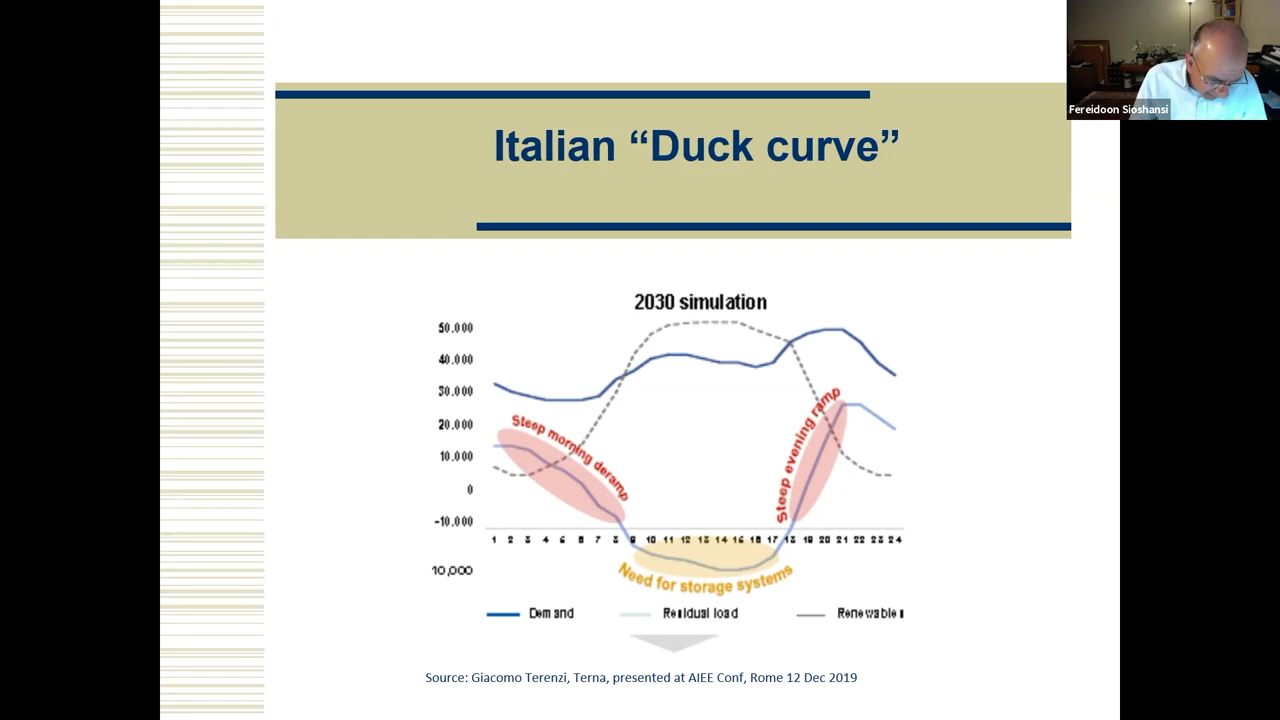 Fereidoon Sioshansi
Italian “Duck curve”
2030 simulation
50.000
40.000
30.000
20.000
10.000
0
-10.000
10,000
Steep morning deramp
Steep evening ramp
1 2 3 4 5 6 7 8 9 10 11 12 13 14 15 16 17 18 19 20 21 22 23 24
Need for storage systems
Demand Residual load Renewable
Source: Giacomo Terenzi, Terna, presented at AIEE Conf, Rome 12 Dec 2019